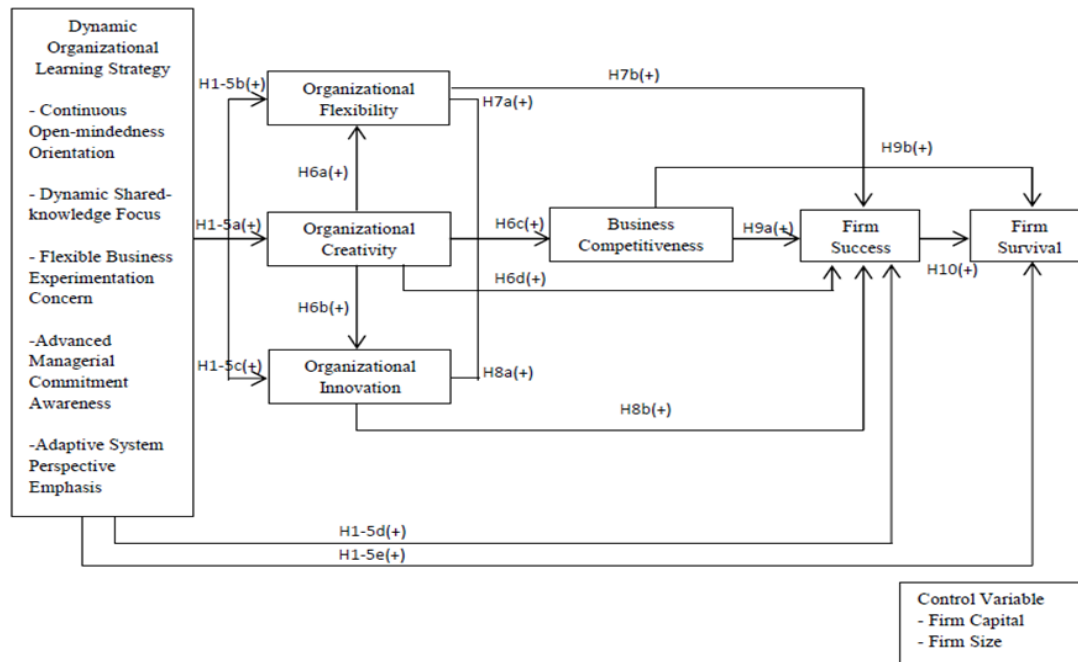 Dynamic
Organizational
Learning Strategy
- Continuous
Open-mindedness
Orientation
- Dynamic Shared-
knowledge Focus
- Flexible Business
Experimentation
Concern
-Advanced
Managerial
Commitment
Awareness
-Adaptive System
Perspective
Emphasis
H1-5b(+)
H1-5a(+)
H1-5c(+)
Organizational
Flexibility
H6a(+)
Organizational
Creativity
H6b(+)
Organizational
Innovation
H7b(+)
H7a(+)
H6c(+)
H6d(+)
H8a(+)
H8b(+)
Business
Competitiveness
H9b(+)
H9a(+)
Firm
Success
H10(+)
Firm
Survival
H1-5d(+)
H1-5e(+)
Control Variable
- Firm Capital
- Firm Size